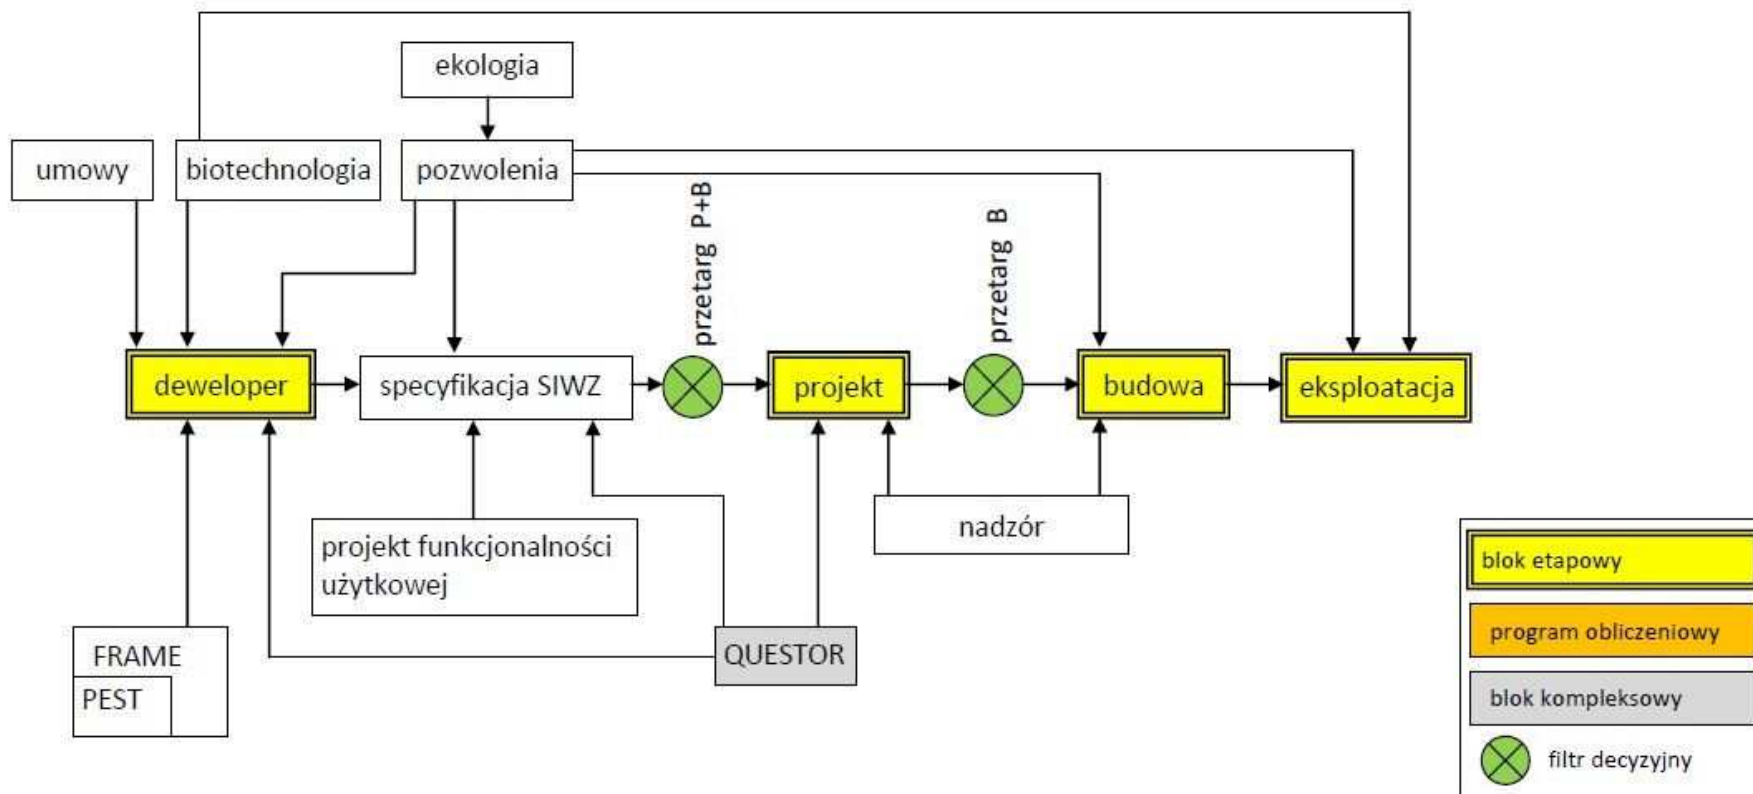 ekologia
umowy
biotechnologia
pozwolenia
przetarg P+B
przetarg B
deweloper
specyfikacja SIWZ
projekt
budowa
eksploatacja
projekt funkcjonalności
użytkowej
nadzór
FRAME
PEST
QUESTOR
blok etapowy
program obliczeniowy
blok kompleksowy
filtr decyzyjny